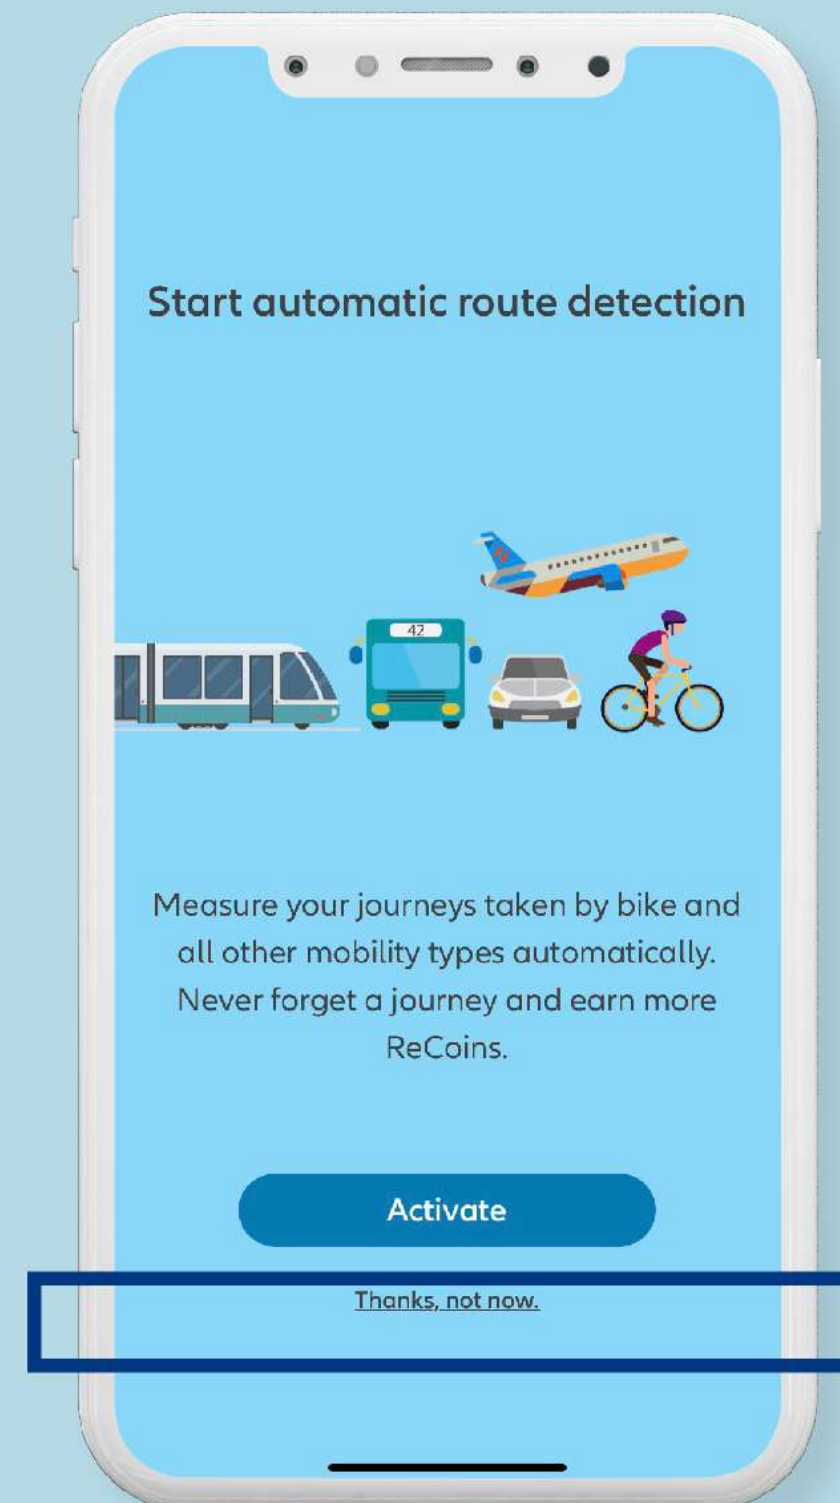 Start automatic route detection
42
Measure your journeys taken by bike and
all other mobility types automatically.
Never forget a journey and earn more
ReCoins.
Activate
Thanks, not now.